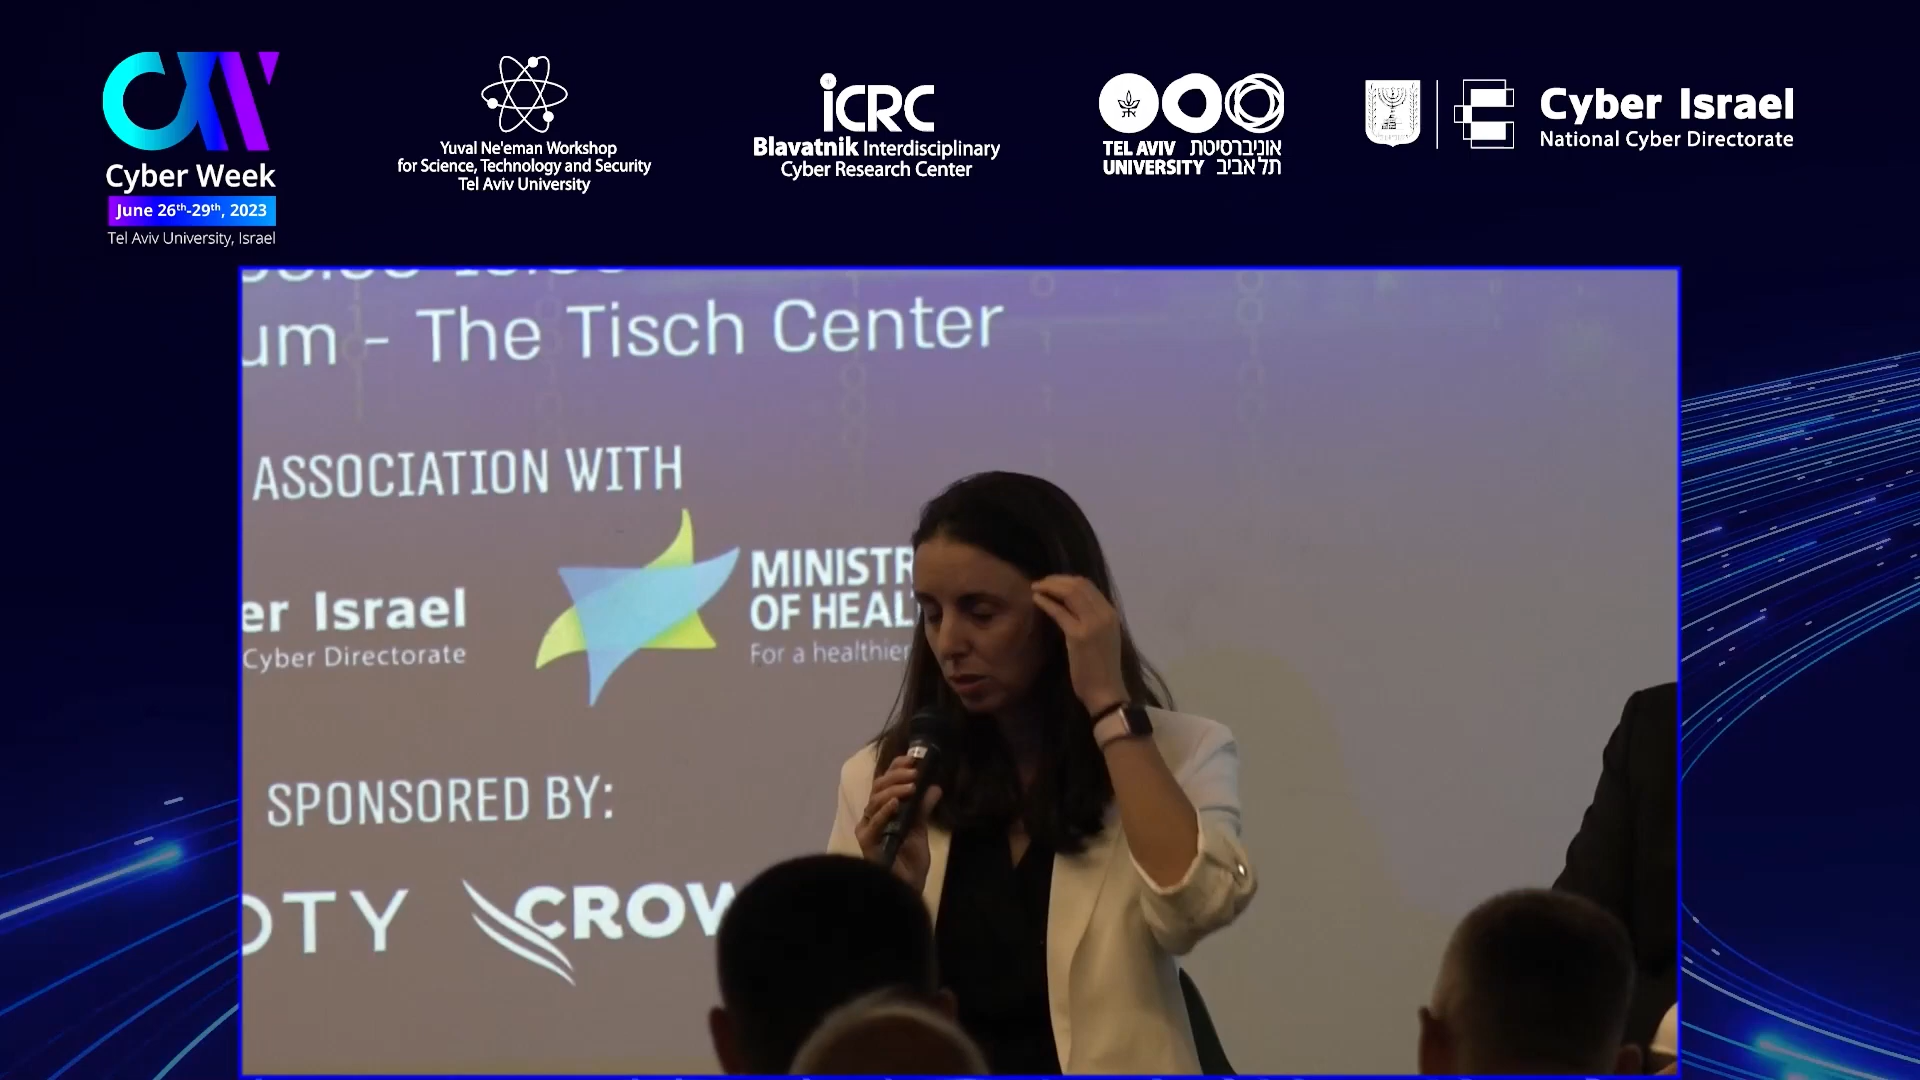 Cyber Week
June 26th-29th, 2023
Tel Aviv University, Israel
Yuval Ne'eman Workshop
for Science, Technology and Security
Tel Aviv University
iCRC
Blavatnik Interdisciplinary
Cyber Research Center
TEL AVIV אוניברסיטת
UNIVERSITY תל אביב
Cyber Israel
National Cyber Directorate
um - The Tisch Center
ASSOCIATION WITH
er Israel
Cyber Directorate
MINISTR
OF HEAL
For a healthier
SPONSORED BY:
OTY
CROW